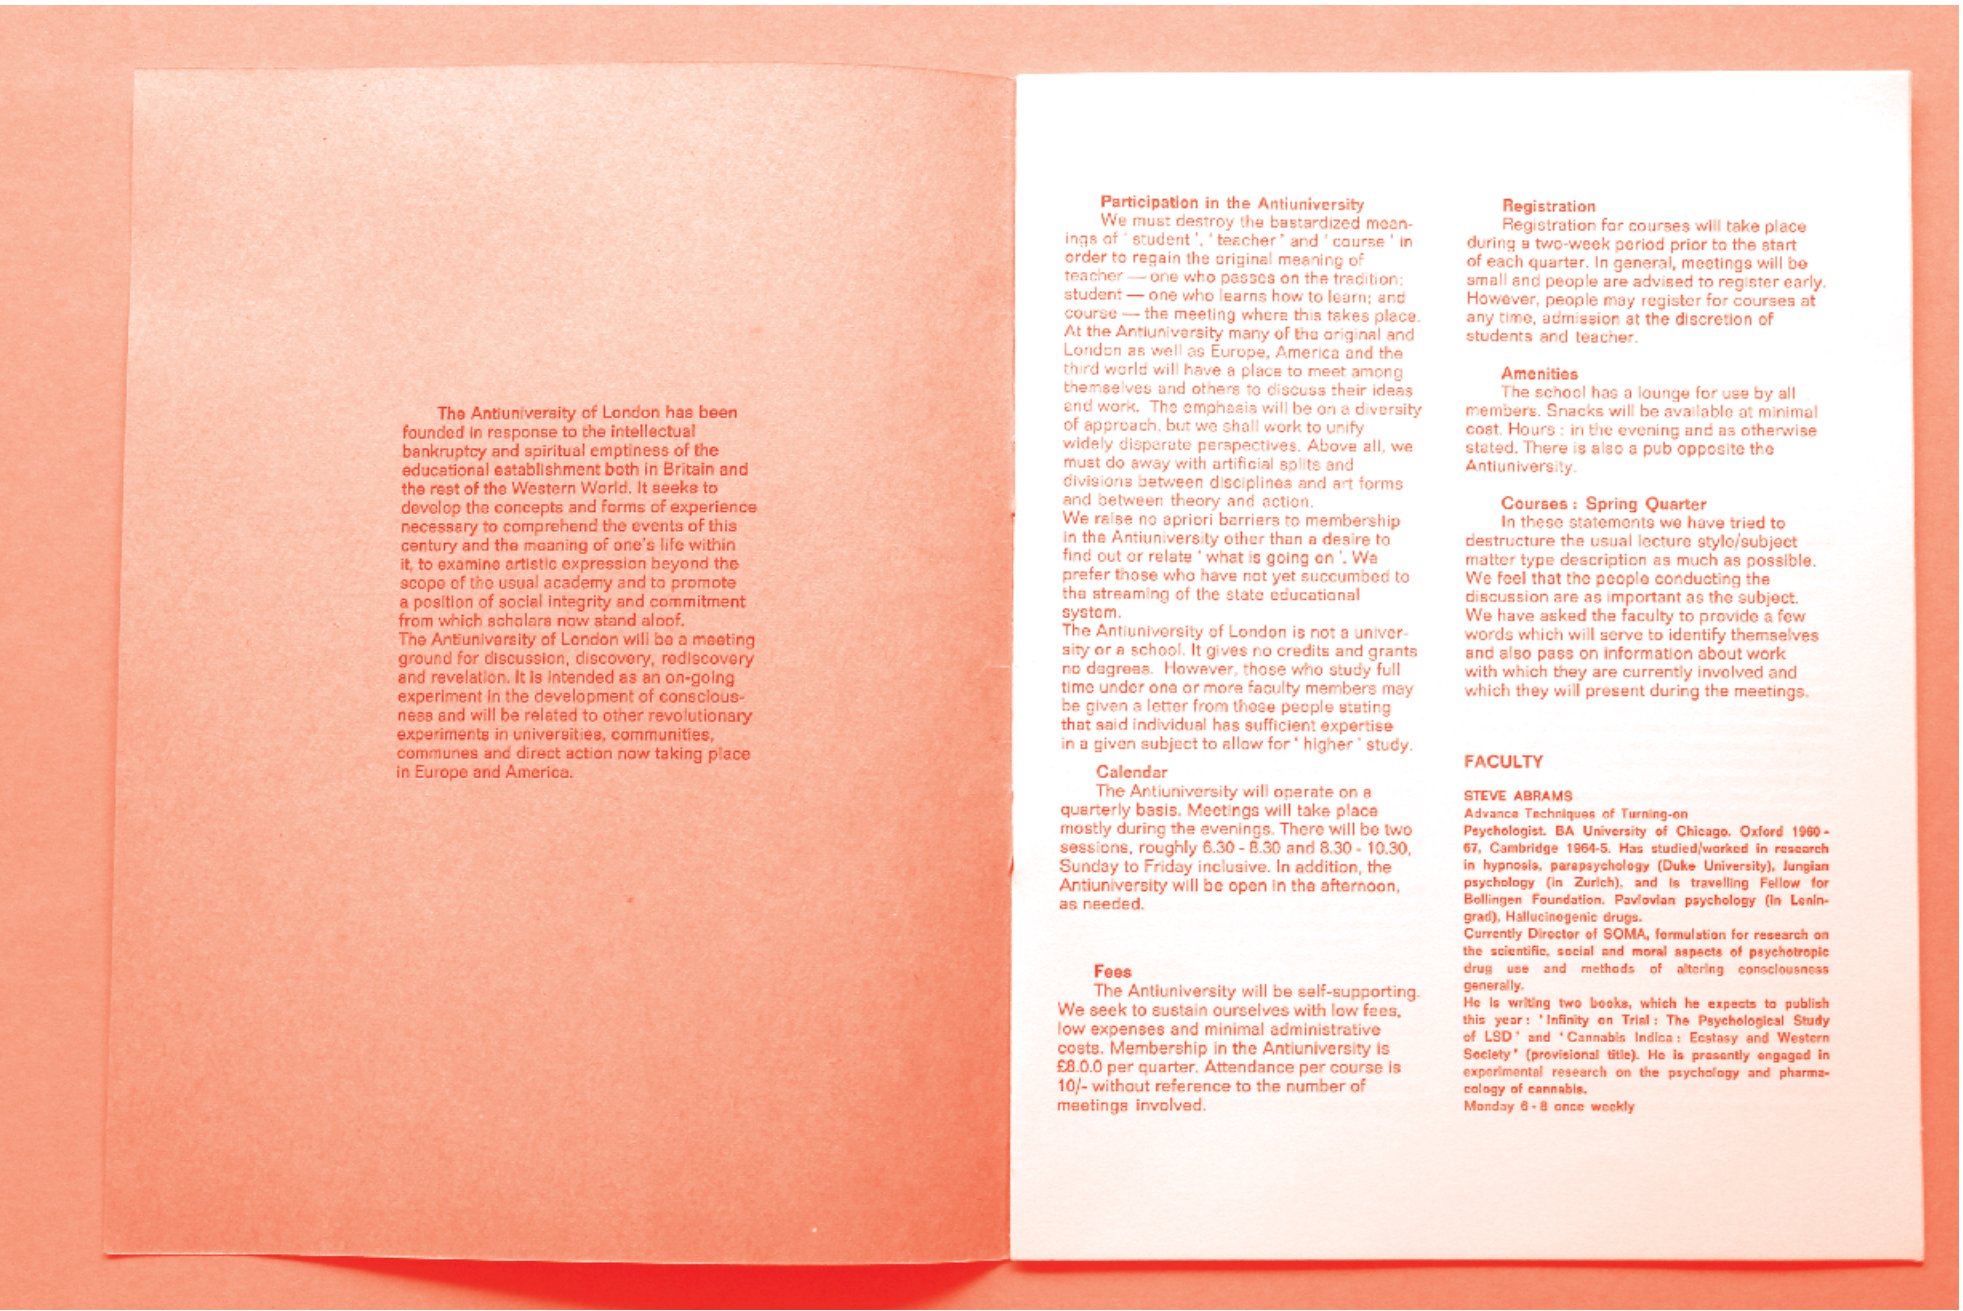 The Antiuniversity of London has been
founded in response to the intellectual
bankruptcy and spiritual emptiness of the
educational establishment both in Britain and
the rest of the Western World. It seeks to
develop the concepts and forms of experience
necessary to comprehend the events of this
century and the meaning of one's life within
it, to examine artistic expression beyond the
scope of the usual academy and to promote
a position of social integrity and commitment
from which scholars now stand aloof.
The Antiuniversity of London will be a meeting
ground for discussion, discovery, rediscovery
and revelation. It is intended as an on-going
experiment in the development of conscious-
ness and will be related to other revolutionary
experiments in universities, communities,
communes and direct action now taking place
in Europe and America.
Participation in the Antiuniversity
We must destroy the bastardized mean-
ings of ' student ', ' teacher ' and ' course ' in
order to regain the original meaning of
teacher — one who passes on the tradition;
student — one who learns how to learn; and
course — the meeting where this takes place.
At the Antiuniversity many of the original and
London as well as Europe, America and the
third world will have a place to meet among
themselves and others to discuss their ideas
and work. The emphasis will be on a diversity
of approach, but we shall work to unify
widely disparate perspectives. Above all, we
must do away with artificial splits and
divisions between disciplines and art forms
and between theory and action.
We raise no apriori barriers to membership
in the Antiuniversity other than a desire to
find out or relate ' what is going on '. We
prefer those who have not yet succumbed to
the streaming of the state educational
system.
The Antiuniversity of London is not a univer-
sity or a school. It gives no credits and grants
no degrees. However, those who study full
time under one or more faculty members may
be given a letter from these people stating
that said individual has sufficient expertise
in a given subject to allow for ' higher ' study.
Calendar
The Antiuniversity will operate on a
quarterly basis. Meetings will take place
mostly during the evenings. There will be two
sessions, roughly 6.30 - 8.30 and 8.30 - 10.30,
Sunday to Friday inclusive. In addition, the
Antiuniversity will be open in the afternoon,
as needed.
Fees
The Antiuniversity will be self-supporting.
We seek to sustain ourselves with low fees,
low expenses and minimal administrative
costs. Membership in the Antiuniversity is
£8.0.0 per quarter. Attendance per course is
10/- without reference to the number of
meetings involved.
Registration
Registration for courses will take place
during a two-week period prior to the start
of each quarter. In general, meetings will be
small and people are advised to register early.
However, people may register for courses at
any time, admission at the discretion of
students and teacher.
Amenities
The school has a lounge for use by all
members. Snacks will be available at minimal
cost. Hours : in the evening and as otherwise
stated. There is also a pub opposite the
Antiuniversity.
Courses : Spring Quarter
In these statements we have tried to
destructure the usual lecture style/subject
matter type description as much as possible.
We feel that the people conducting the
discussion are as important as the subject.
We have asked the faculty to provide a few
words which will serve to identify themselves
and also pass on information about work
with which they are currently involved and
which they will present during the meetings.
FACULTY
STEVE ABRAMS
Advance Techniques of Turning-on
Psychologist. BA University of Chicago. Oxford 1960 -
67, Cambridge 1964-5. Has studied/worked in research
in hypnosis, parapsychology (Duke University), Jungian
psychology (in Zurich), and is travelling Fellow for
Bollingen Foundation. Pavlovian psychology (in Lenin-
grad), Hallucinogenic drugs.
Currently Director of SOMA, formulation for research on
the scientific, social and moral aspects of psychotropic
drug use and methods of altering consciousness
generally.
He is writing two books, which he expects to publish
this year : ' Infinity on Trial : The Psychological Study
of LSD ' and ' Cannabis Indica : Ecstasy and Western
Society ' (provisional title). He is presently engaged in
experimental research on the psychology and pharma-
cology of cannabis.
Monday 6 - 8 once weekly